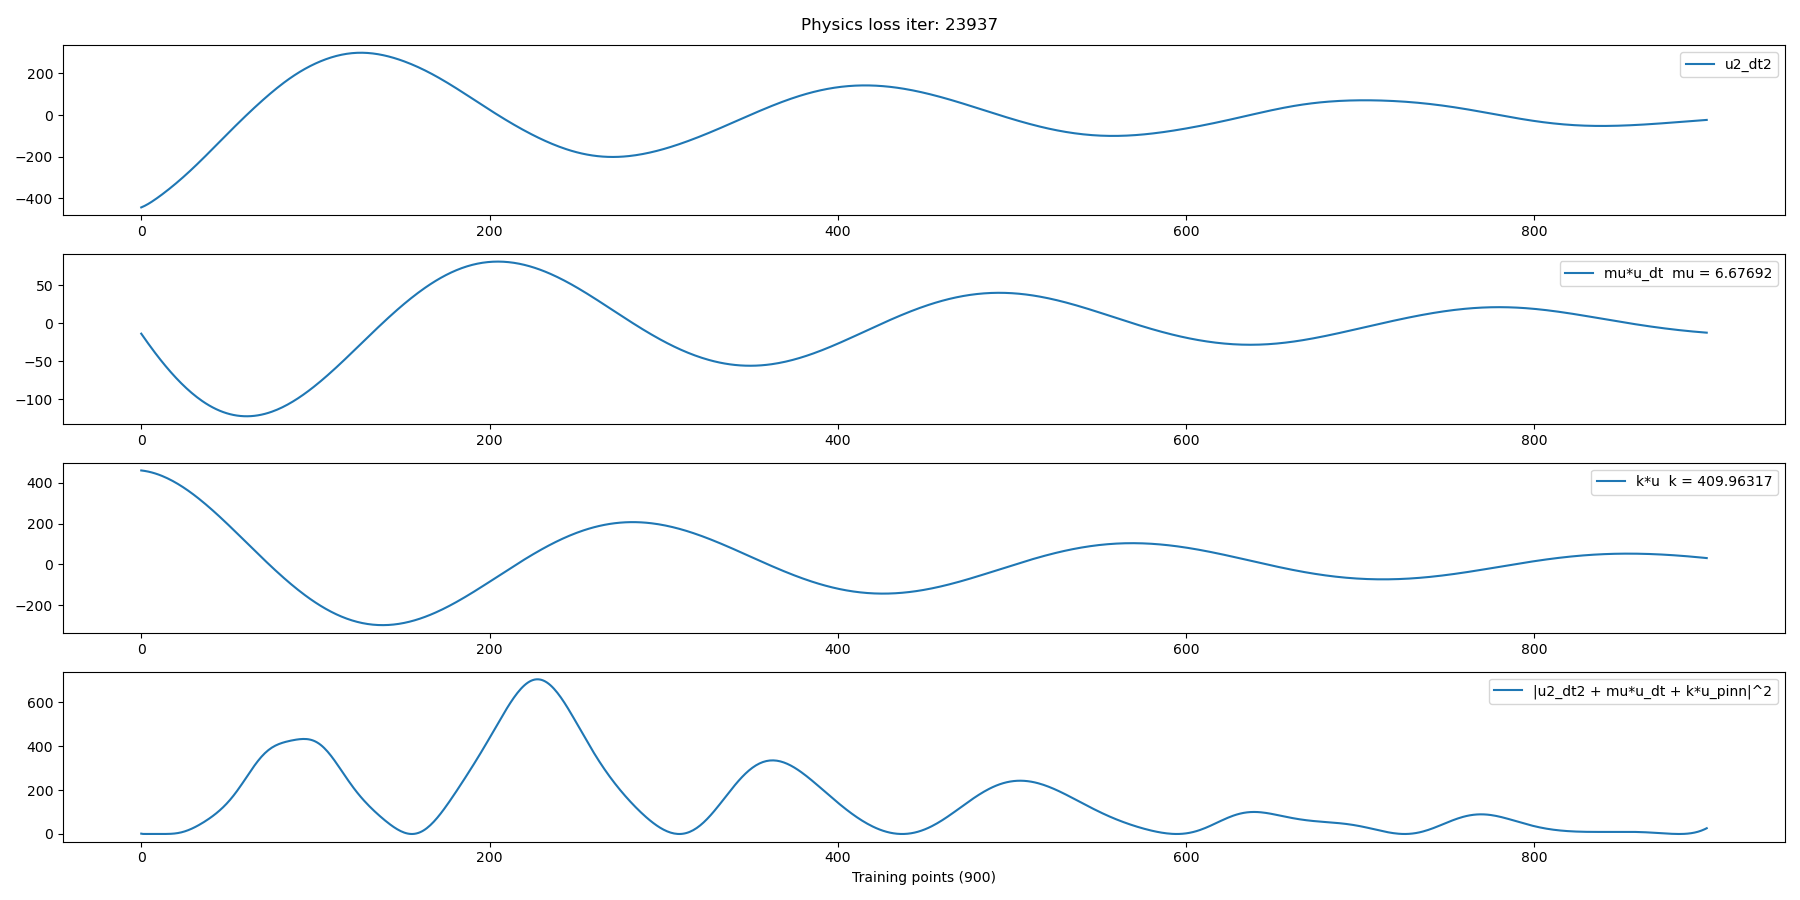 Physics loss iter: 23937
u2_dt2
200
0
−200
−400
0 200 400 600 800
mu*u_dt  mu = 6.67692
50
0
−50
−100
0 200 400 600 800
k*u  k = 409.96317
400
200
0
−200
0 200 400 600 800
|u2_dt2 + mu*u_dt + k*u_pinn|^2
600
400
200
0
0 200 400 600 800
Training points (900)